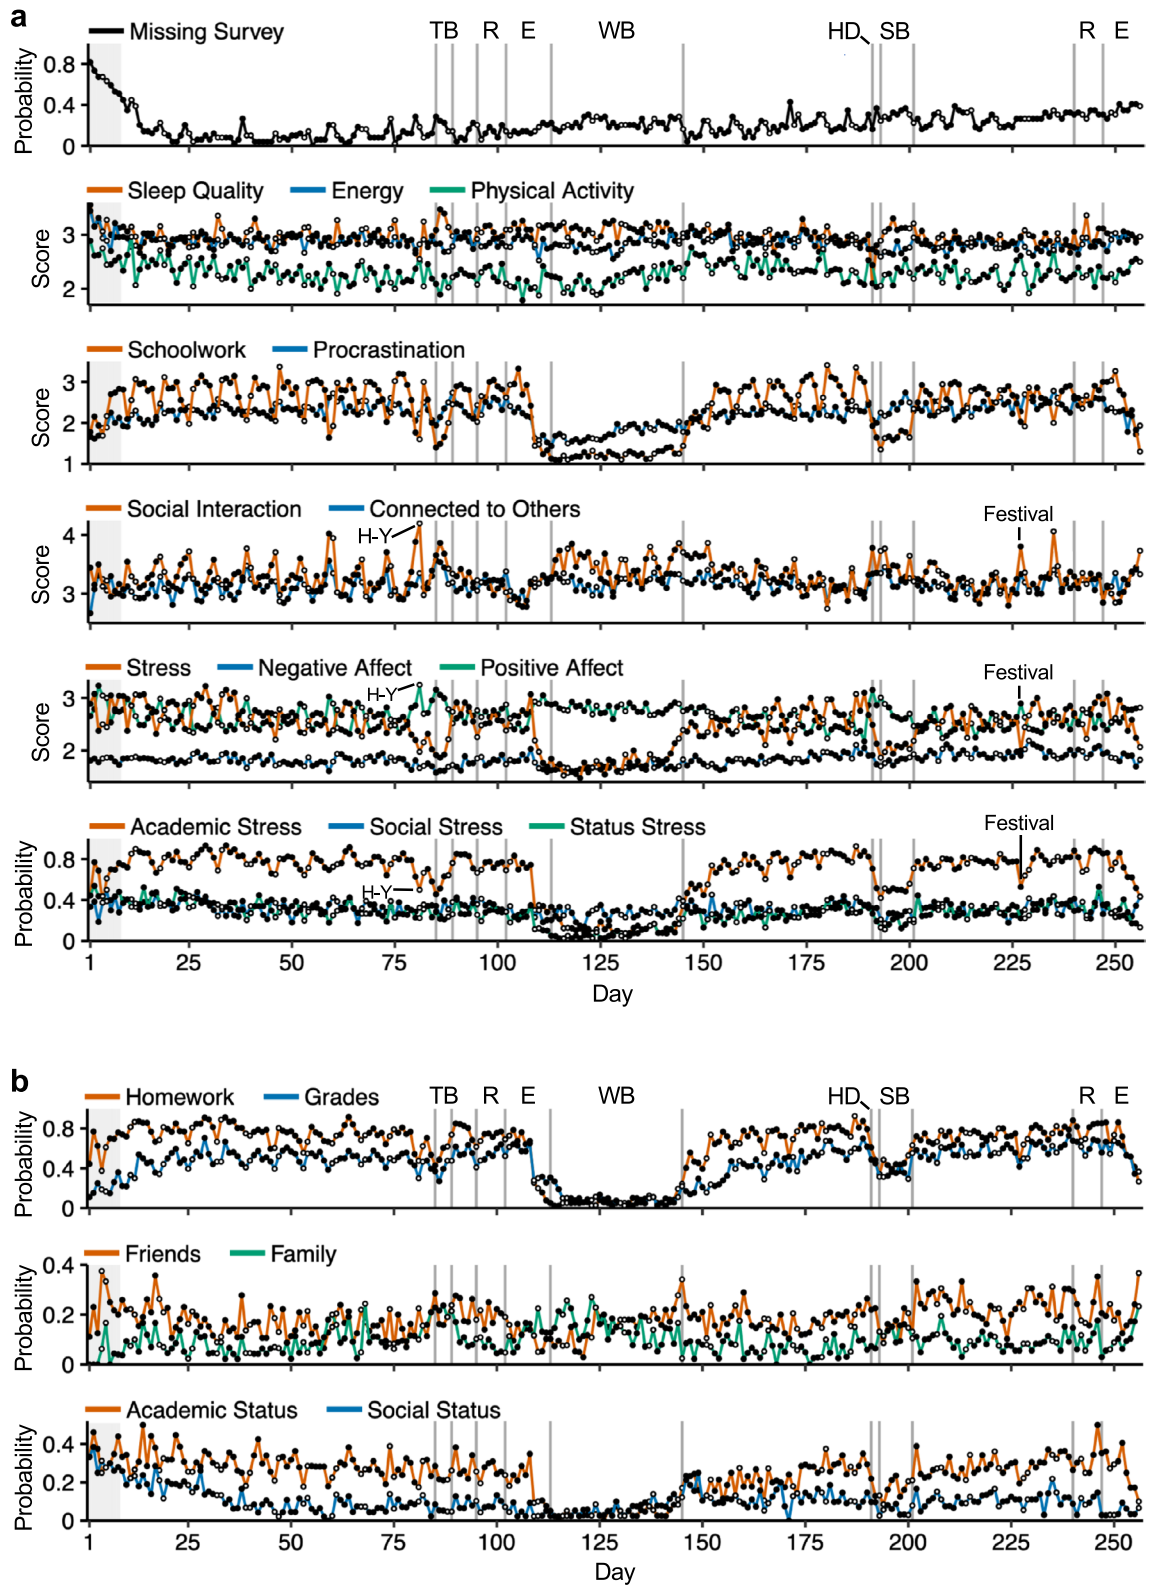 a
Missing Survey
TB R E WB HD SB R E
Probability
0.8
0.4
0
Sleep Quality Energy Physical Activity
Score
3
2
Schoolwork Procrastination
Score
3
2
1
Social Interaction Connected to Others
H-Y
Festival
Score
4
3
Stress Negative Affect Positive Affect
H-Y
Festival
Score
3
2
Academic Stress Social Stress Status Stress
H-Y
Festival
Probability
0.8
0.4
0
1 25 50 75 100 125 150 175 200 225 250
Day
b
Homework Grades
TB R E WB HD SB R E
Probability
0.8
0.4
0
Friends Family
Probability
0.4
0.2
0
Academic Status Social Status
Probability
0.4
0.2
0
1 25 50 75 100 125 150 175 200 225 250
Day